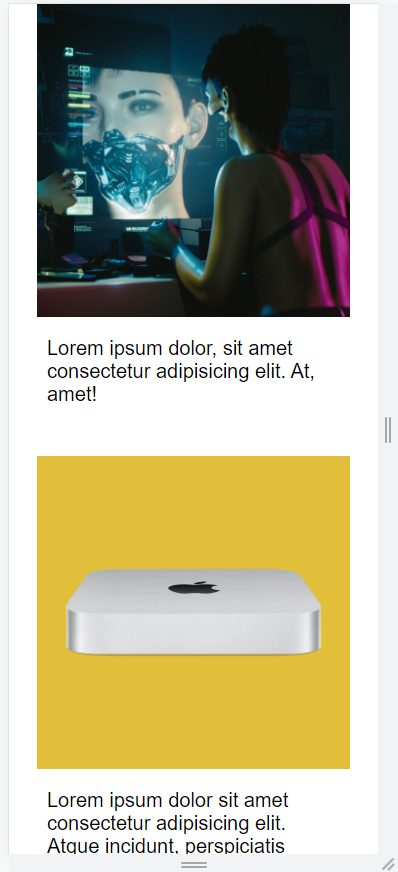 Lorem ipsum dolor, sit amet
consectetur adipisicing elit. At,
amet!
Lorem ipsum dolor sit amet
consectetur adipisicing elit.
Atque incidunt, perspiciatis